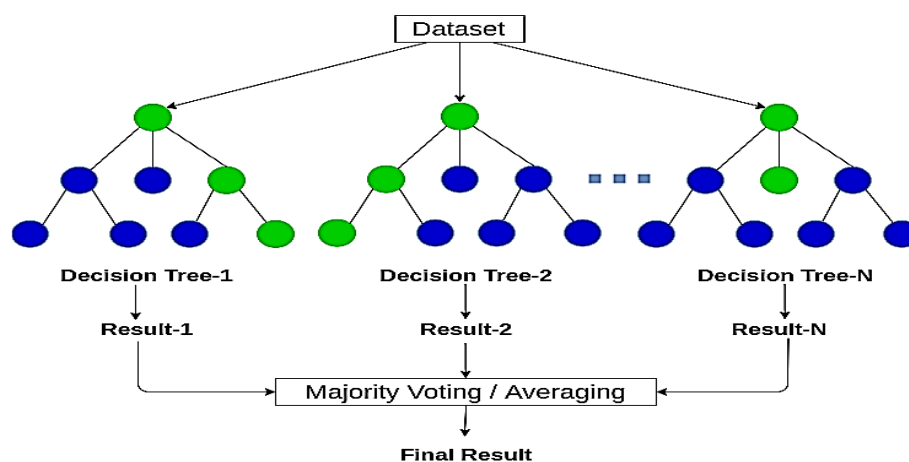 Dataset
Decision Tree-1
Decision Tree-2
Decision Tree-N
Result-1
Result-2
Result-N
Majority Voting / Averaging
Final Result